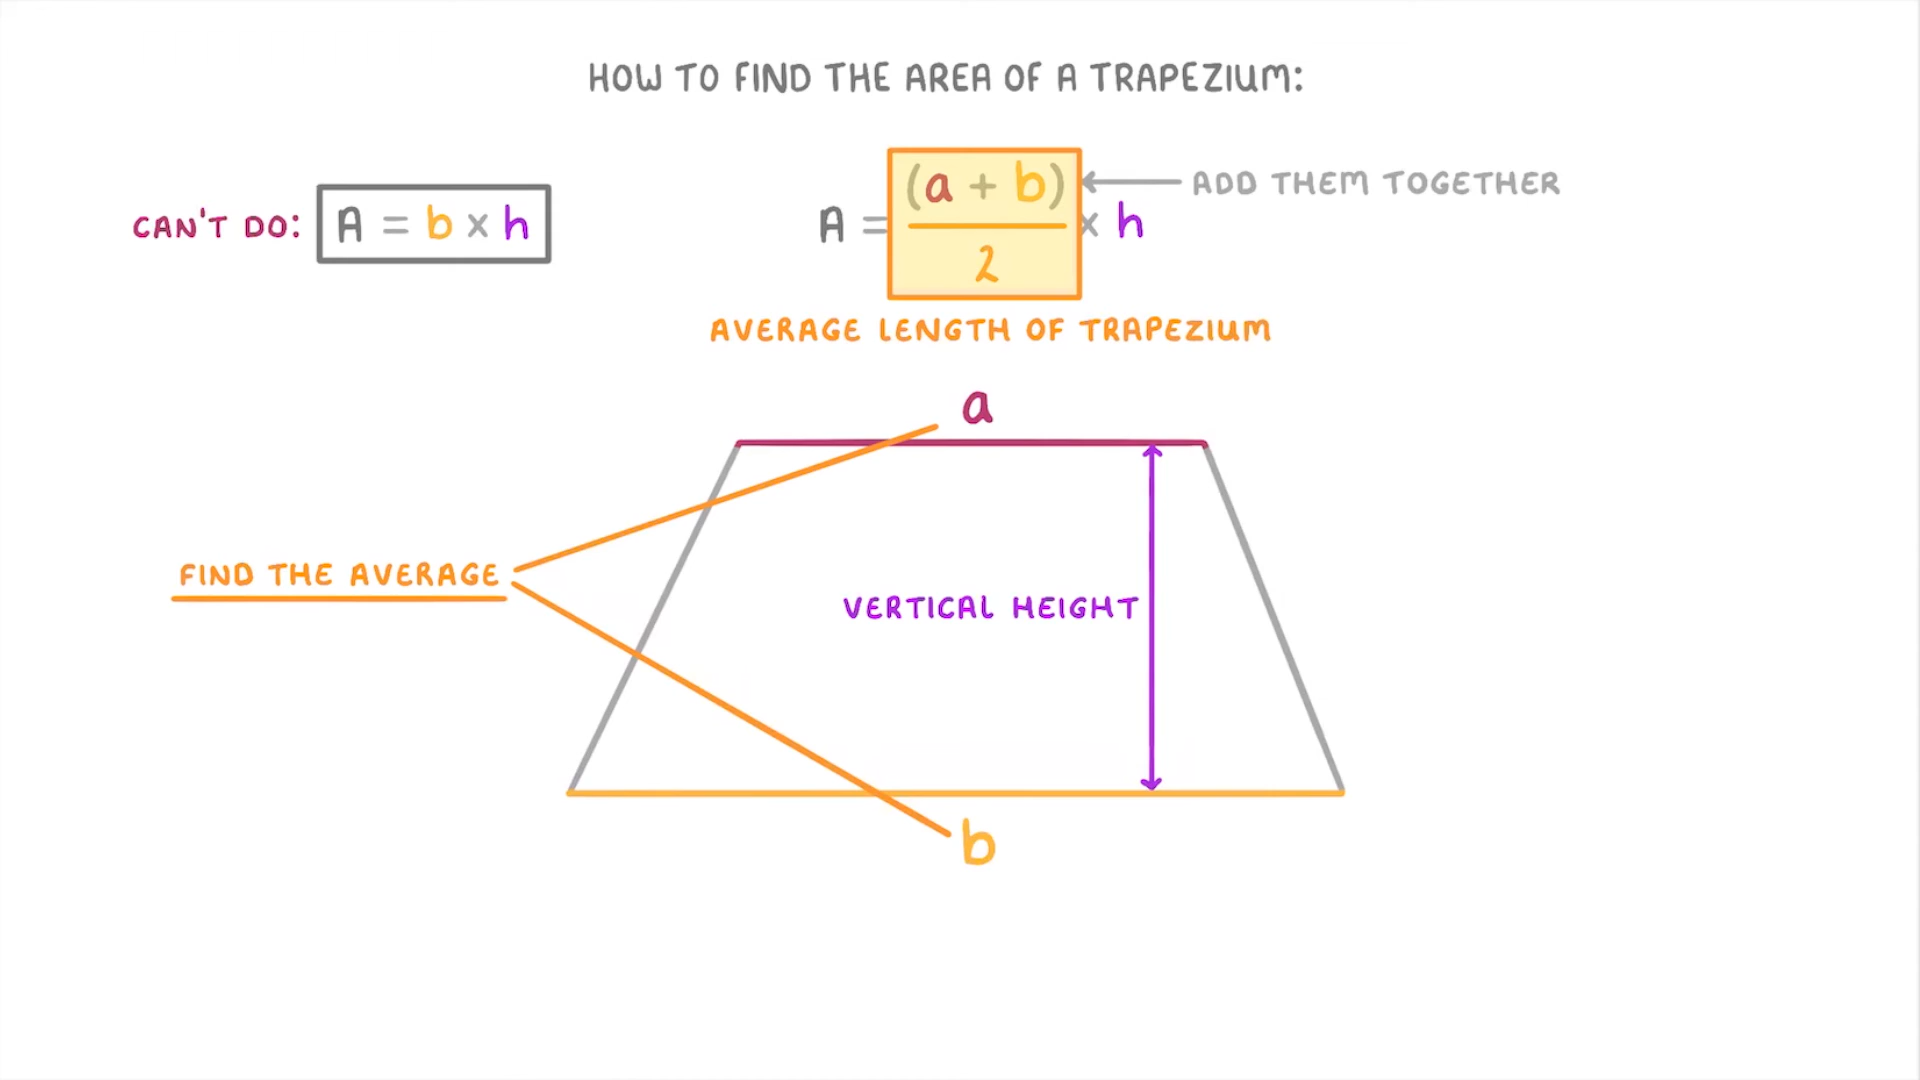 HOW TO FIND THE AREA OF A TRAPEZIUM:
CAN'T DO: A = b x h
A = (a + b) / 2 x h
ADD THEM TOGETHER
AVERAGE LENGTH OF TRAPEZIUM
a
FIND THE AVERAGE
VERTICAL HEIGHT
b